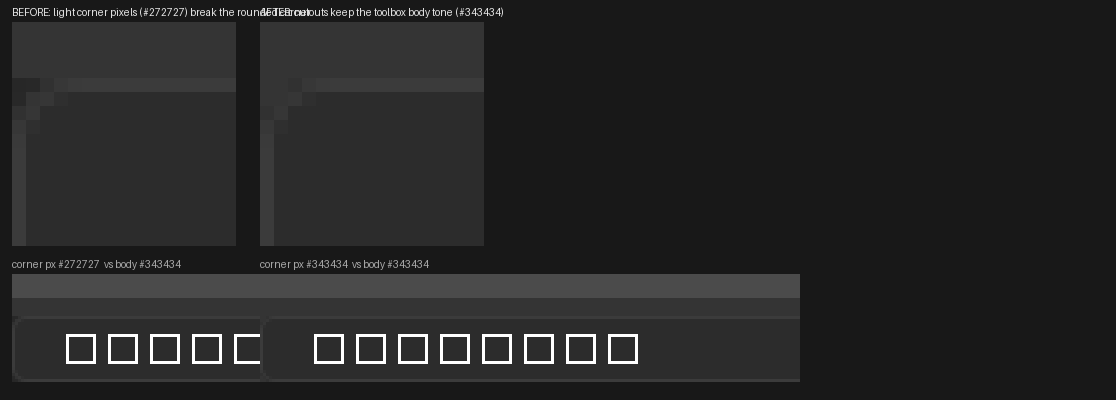 BEFORE: light corner pixels (#272727) break the
cutouts keep the toolbox body tone (#343434)
corner px #272727 vs body #343434
corner px #343434 vs body #343434